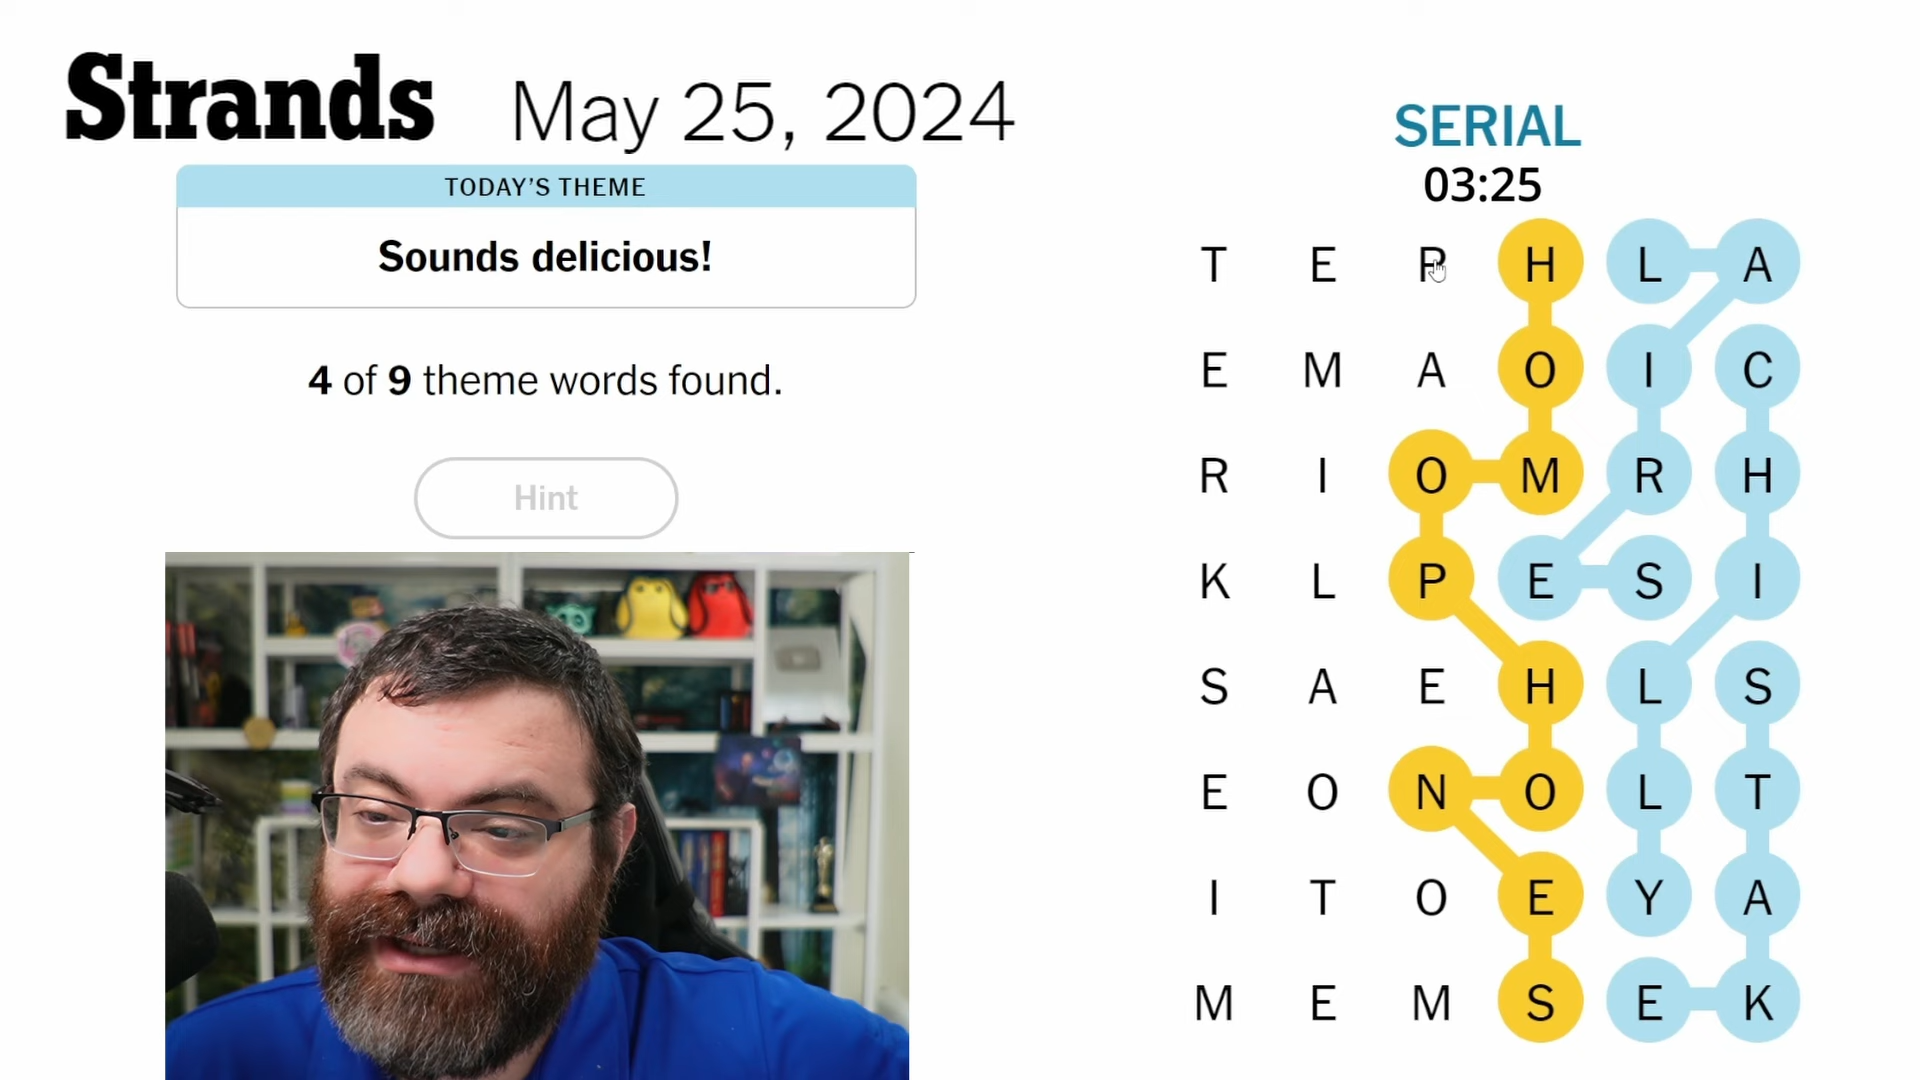 Strands May 25, 2024
TODAY'S THEME
Sounds delicious!
4 of 9 theme words found.
Hint
SERIAL
03:25
T E P H L A
E M A O I C
R I O M R H
K L P E S I
S A E H L S
E O N O L T
I T O E Y A
M E M S E K